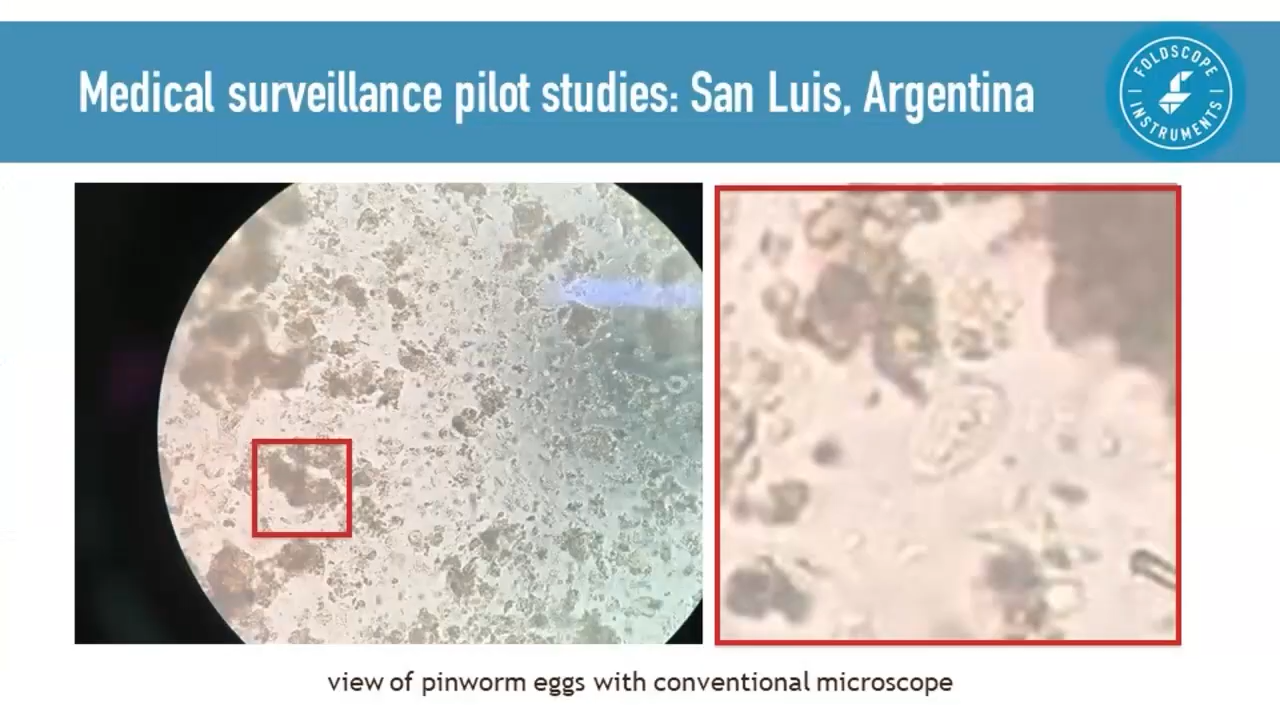 Medical surveillance pilot studies: San Luis, Argentina
FOLDSCOPE
INSTRUMENTS
view of pinworm eggs with conventional microscope